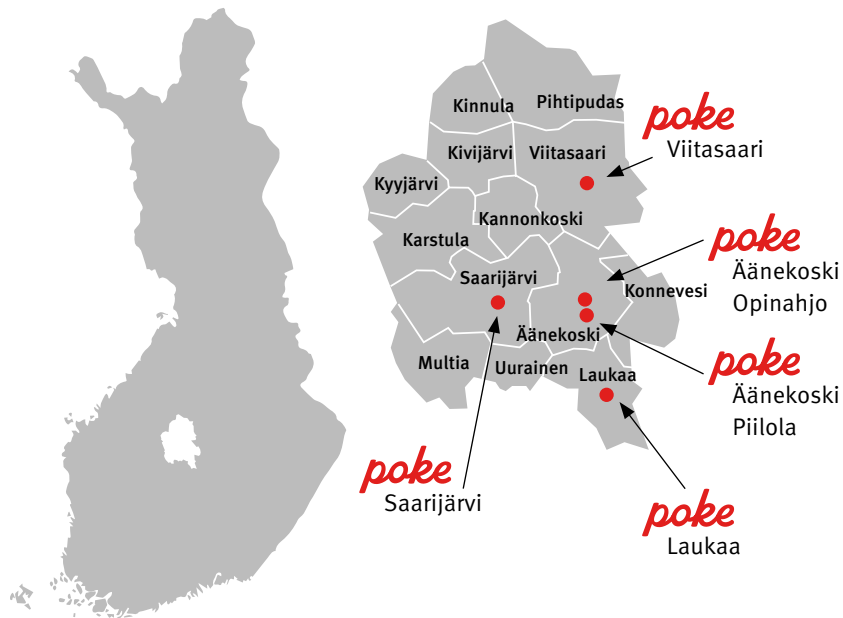 Kinnula
Pihtipudas
Kivijärvi
Viitasaari
Kyyjärvi
Kannonkoski
Karstula
Saarijärvi
Konnevesi
Äänekoski
Multia
Uurainen
Laukaa
poke
Viitasaari
poke
Äänekoski
Opinahjo
poke
Äänekoski
Piilola
poke
Saarijärvi
poke
Laukaa